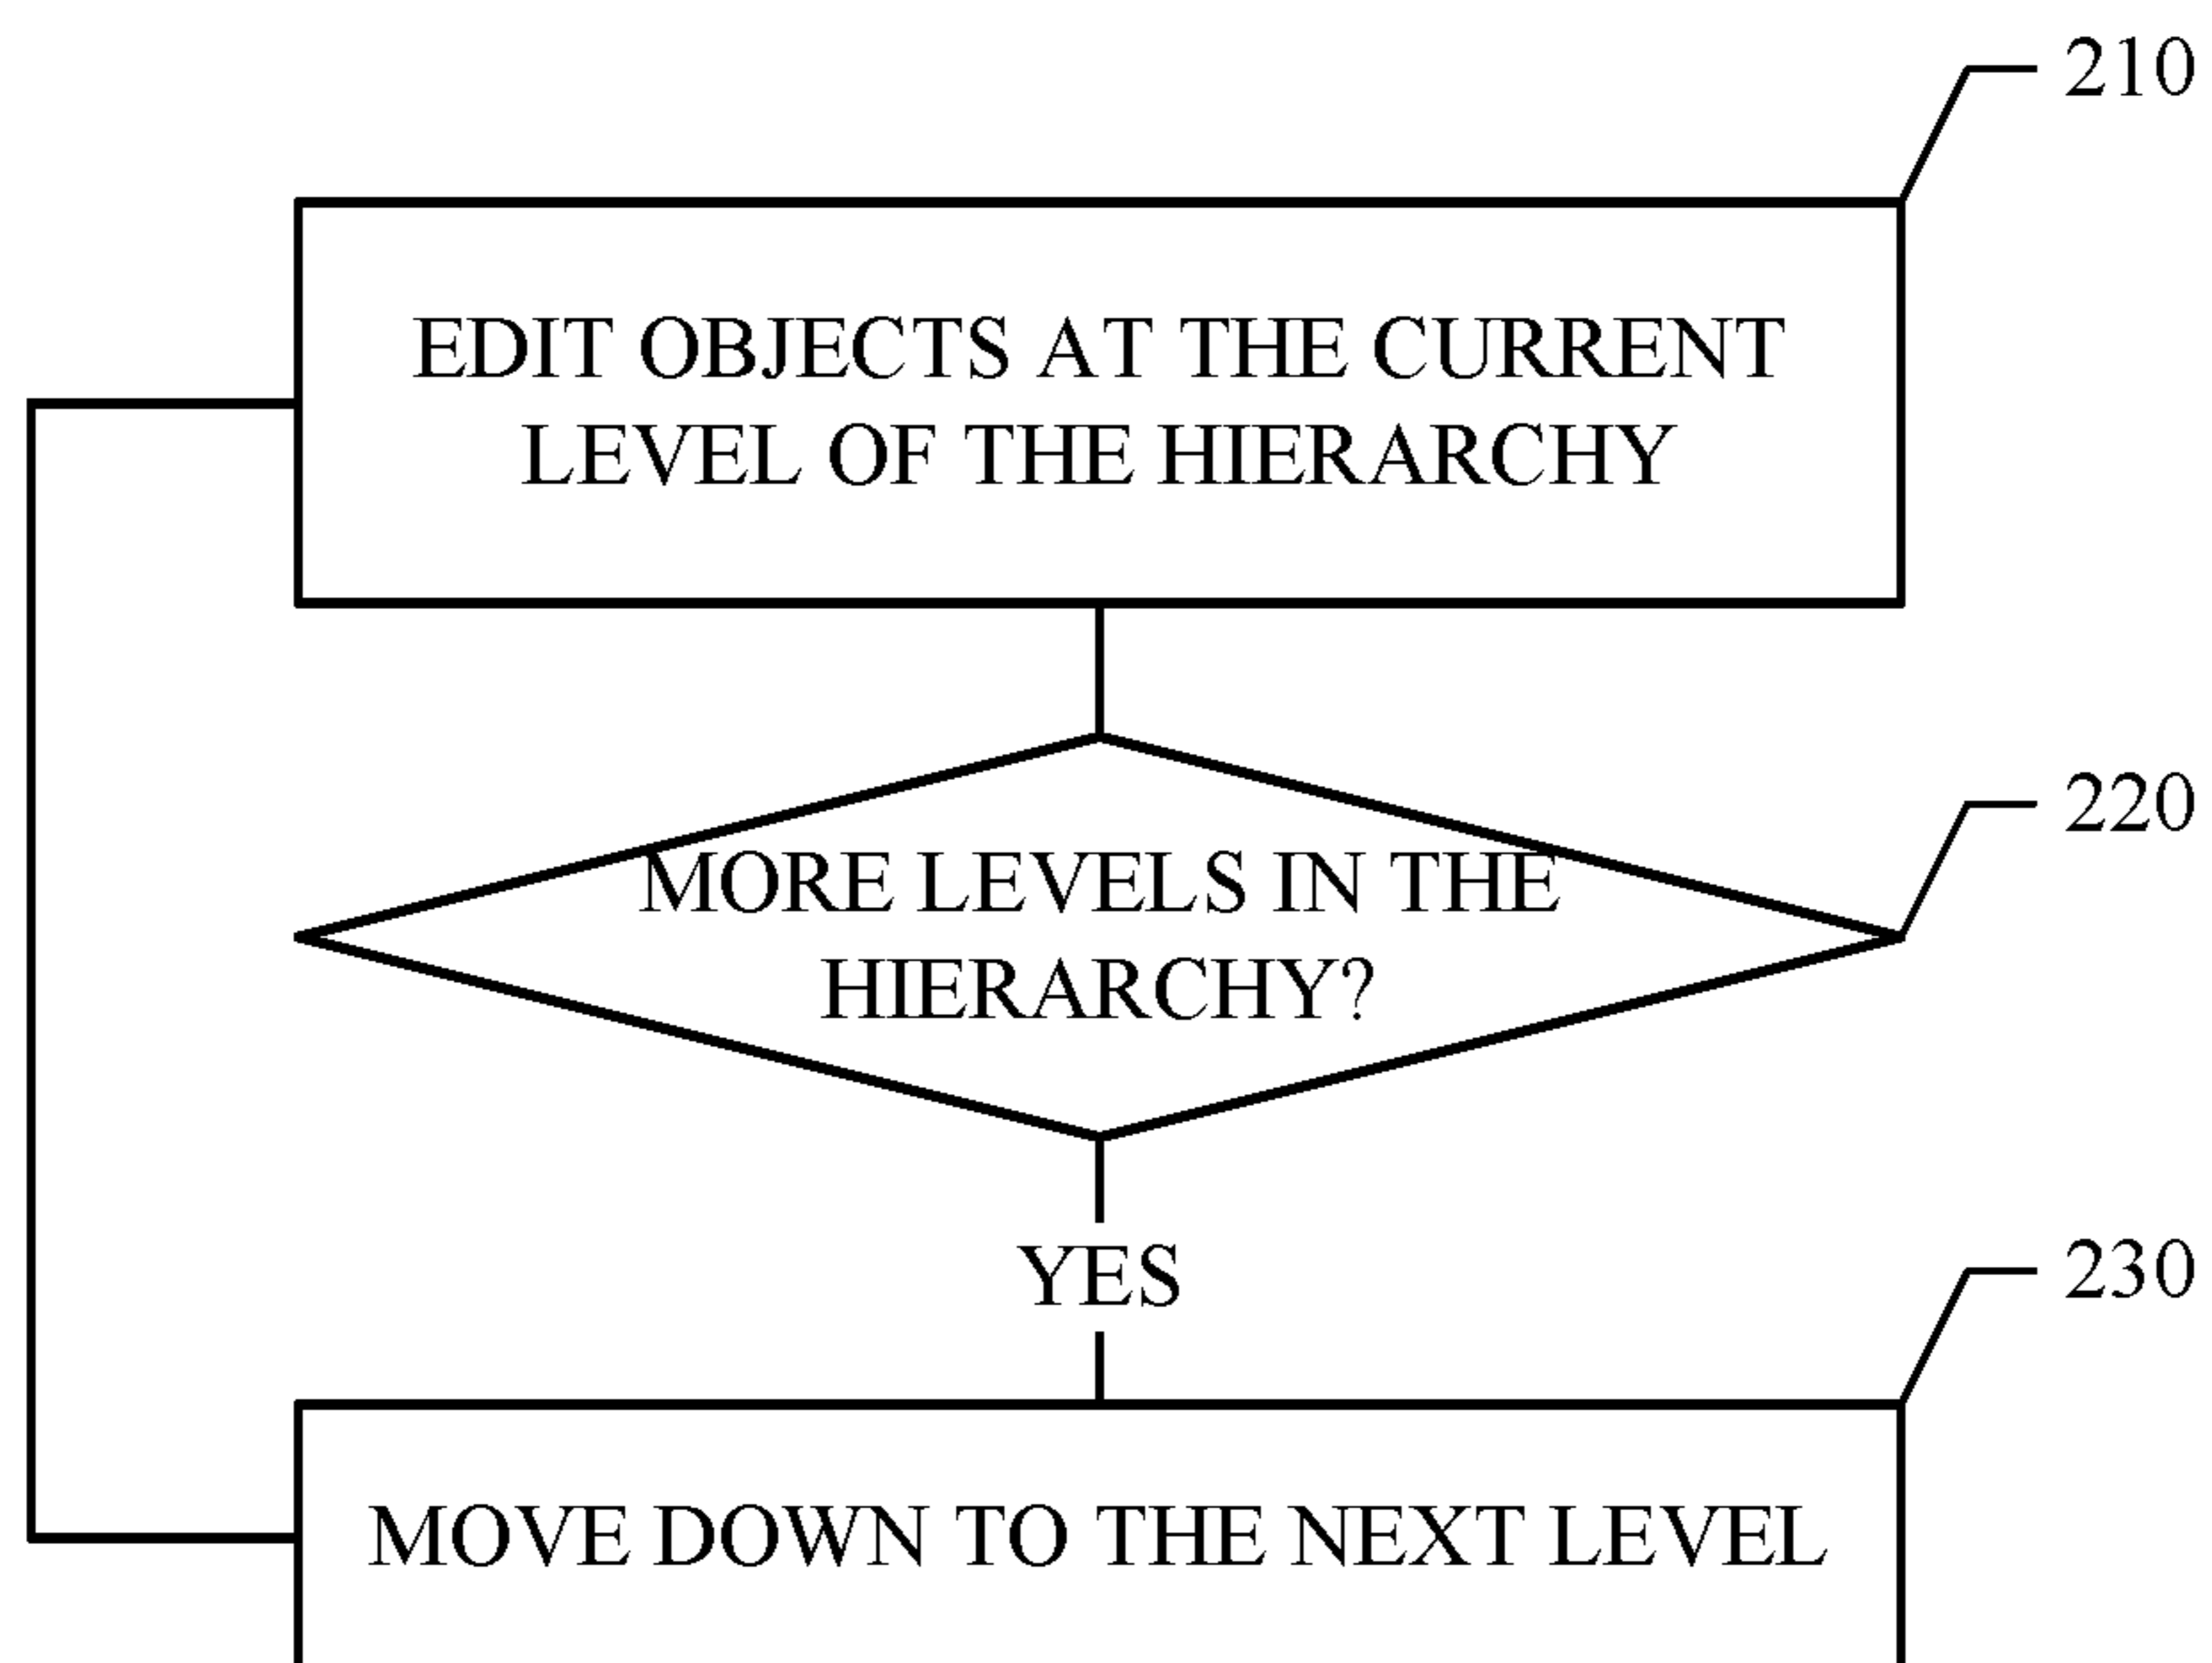 210
EDIT OBJECTS AT THE CURRENT
LEVEL OF THE HIERARCHY
220
MORE LEVELS IN THE
HIERARCHY?
YES
230
MOVE DOWN TO THE NEXT LEVEL